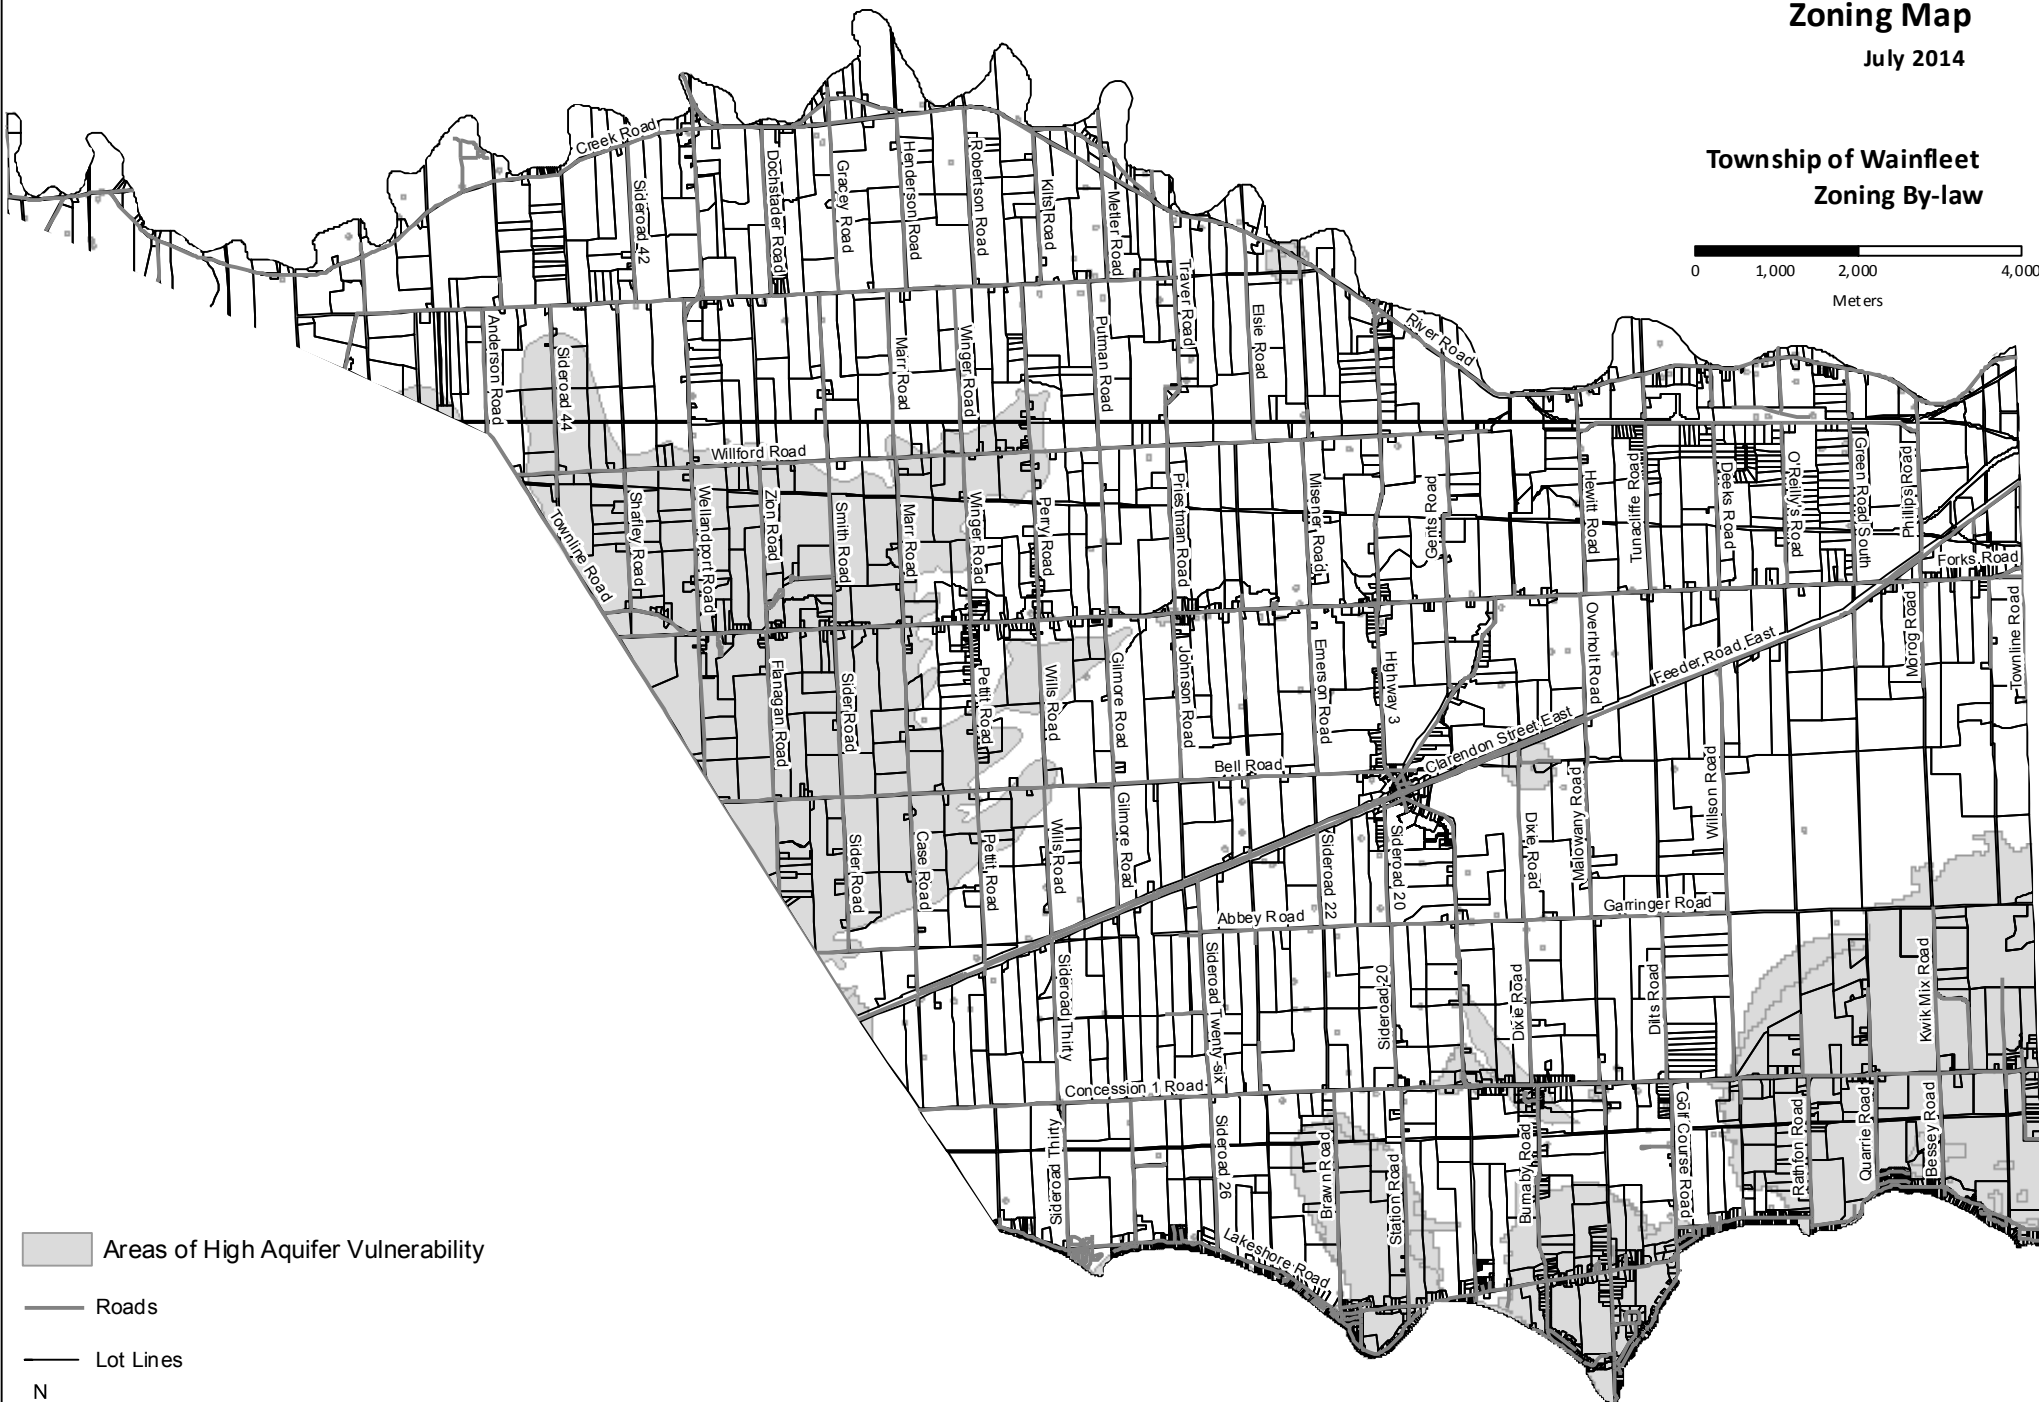 Zoning Map
July 2014
Township of Wainfleet
Zoning By-law
0 1,000 2,000 4,000
Meters
Creek Road
Sideroad 42
Dochstader Road
Gracey Road
Henderson Road
Robertson Road
Kilts Road
Metler Road
Traver Road
Elsie Road
River Road
Anderson Road
Sideroad 44
Marr Road
Winger Road
Putman Road
Willford Road
Townline Road
Shafley Road
Wellandport Road
Zion Road
Smith Road
Marr Road
Winger Road
Perry Road
Priestman Road
Misener Road
Gents Road
Hewitt Road
Tunacliffe Road
Deeks Road
O'Reilly's Road
Green Road South
Phillips Road
Forks Road
Flanagan Road
Sider Road
Pettit Road
Wills Road
Gilmore Road
Johnson Road
Emerson Road
Highway 3
Overholt Road
Feeder Road East
Morog Road
Townline Road
Clarendon Street East
Bell Road
Sider Road
Case Road
Pettit Road
Wills Road
Gilmore Road
Sideroad 22
Sideroad 20
Dixie Road
Malowany Road
Wilson Road
Abbey Road
Garringer Road
Sideroad Thirty
Sideroad Twenty-six
Sideroad 20
Dixie Road
Dilts Road
Kwik Mix Road
Concession 1 Road
Sideroad Thirty
Sideroad 26
Brawn Road
Station Road
Burnaby Road
Golf Course Road
Rathfon Road
Quarrie Road
Bessey Road
Lakeshore Road
Areas of High Aquifer Vulnerability
Roads
Lot Lines
N